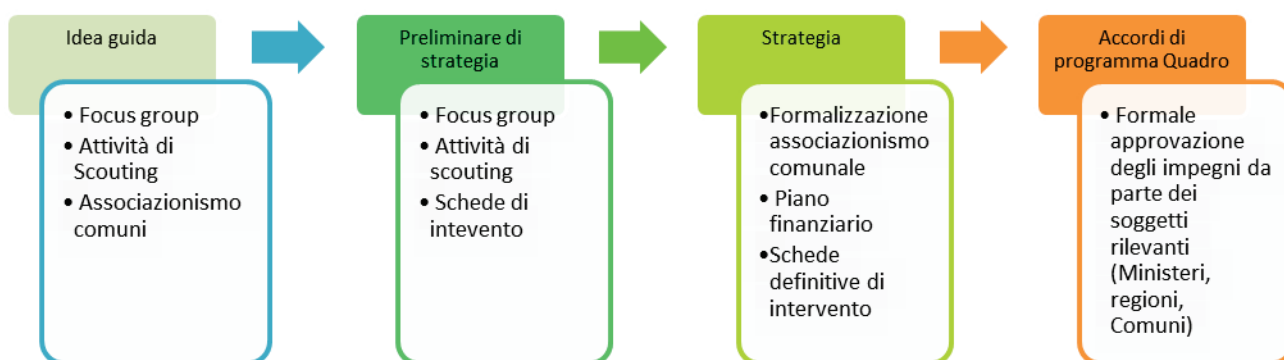 Idea guida
• Focus group
• Attività di
Scouting
• Associazionismo
comuni
Preliminare di
strategia
• Focus group
• Attività di
scouting
• Schede di
intevento
Strategia
•Formalizzazione
associazionismo
comunale
• Piano
finanziario
•Schede
definitive di
intervento
Accordi di
programma Quadro
• Formale
approvazione
degli impegni da
parte dei
soggetti
rilevanti
(Ministeri,
regioni,
Comuni)